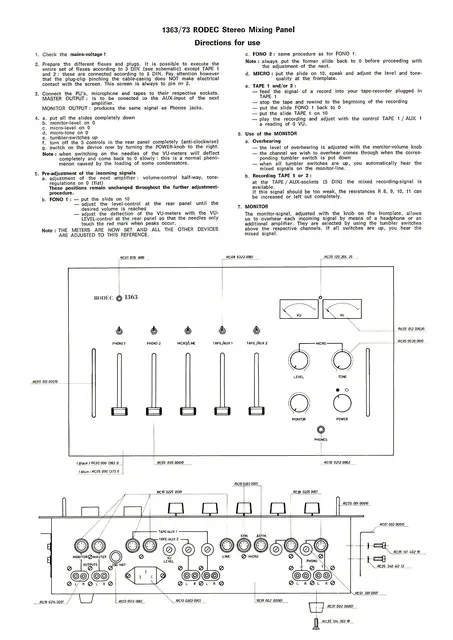 1363/73 RODEC Stereo Mixing Panel
Directions for use
1. Check the mains-voltage !
2. Prepare the different fiches and plugs. It is possible to execute the
entire set of fiches according to 3 DIN (see schematic) except TAPE 1
and 2 : these are connected according to 5 DIN. Pay attention however
that the plug-clip pinching the cable-casing does NOT make electrical
contact with the screen. This screen is always to pin nr 2.
3. Connect the PU's, microphone and tapes to their respective sockets.
MASTER OUTPUT : is to be connected to the AUX-input of the next
amplifier.
MONITOR OUTPUT : produces the same signal as Phones jacks.
4. a. put all the slides completely down
b. monitor-level on 0
c. micro-level on 0
d. micro-tone on 0
e. tumbler-switches up
f. turn off the 5 controls in the rear panel completely (anti-clockwise)
g. switch on the device now by turning the POWER-knob to the right.
Note : when switching on the needles of the VU-meters will deflect
completely and come back to 0 slowly : this is a normal pheno-
menon caused by the loading of some condensators.
5. Pre-adjustment of the incoming signals
a. adjustment of the next amplifier : volume-control half-way, tone-
regulations on 0 (flat)
These positions remain unchanged throughout the further adjustment-
procedure.
b. FONO 1 : — put the slide on 10
— adjust the level-control at the rear panel until the
desired volume is reached
— adjust the deflection of the VU-meters with the VU-
LEVEL-control at the rear panel so that the needles only
touch the red mark when peaks occur.
Note : THE METERS ARE NOW SET AND ALL THE OTHER DEVICES
ARE ADJUSTED TO THIS REFERENCE.
c. FONO 2 : same procedure as for FONO 1.
Note : always put the former slide back to 0 before proceeding with
the adjustment of the next.
d. MICRO : put the slide on 10, speak and adjust the level and tone-
quality at the frontplate.
e. TAPE 1 and/or 2 :
— feed the signal of a record into your tape-recorder plugged in
TAPE 1
— stop the tape and rewind to the beginning of the recording
— put the slide FONO 1 back to 0
— put the slide TAPE 1 on 10
— play the recording and adjust with the control TAPE 1 / AUX 1
a reading of 0 VU.
6. Use of the MONITOR
a. Overhearing
— the level of overhearing is adjusted with the monitor-volume knob
— the channel we wish to overhear comes through when the corres-
ponding tumbler switch is put down
— when all tumbler switches are up, you automatically hear the
mixed signals on the monitor-line.
b. Recording TAPE 1 or 2 :
at the TAPE / AUX-sockets (5 DIN) the mixed recording-signal is
available.
If this signal should be too weak, the resistances R 8, 9, 10, 11 can
be increased or left out completely.
7. MONITOR
The monitor-signal, adjusted with the knob on the frontplate, allows
us to overhear each incoming signal by means of a headphone or an
additional amplifier. They are selected by using the tumbler switches
above the respective channels. If all switches are up, you hear the
mixed signal.
RODEC 1363
VU
VU
PHONO 1
PHONO 2
MICRO/LINE
TAPE/AUX 1
TAPE/AUX 2
MICRO
LEVEL
TONE
MONITOR
POWER
PHONES
TAPE-AUX 1
TAPE-AUX 2
MONITOR
MASTER
OUTPUTS
VU
LEVEL
LINE
MICRO
PHONO
L R L R